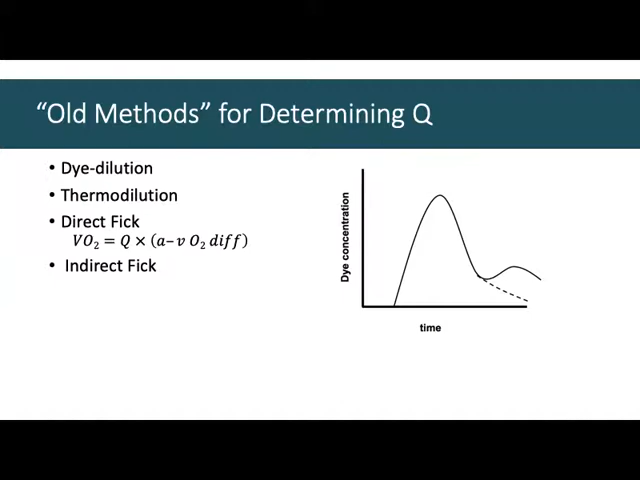 “Old Methods” for Determining Q
• Dye-dilution
• Thermodilution
• Direct Fick
VO₂ = Q × (a– v O₂ diff)
• Indirect Fick
Dye concentration
time